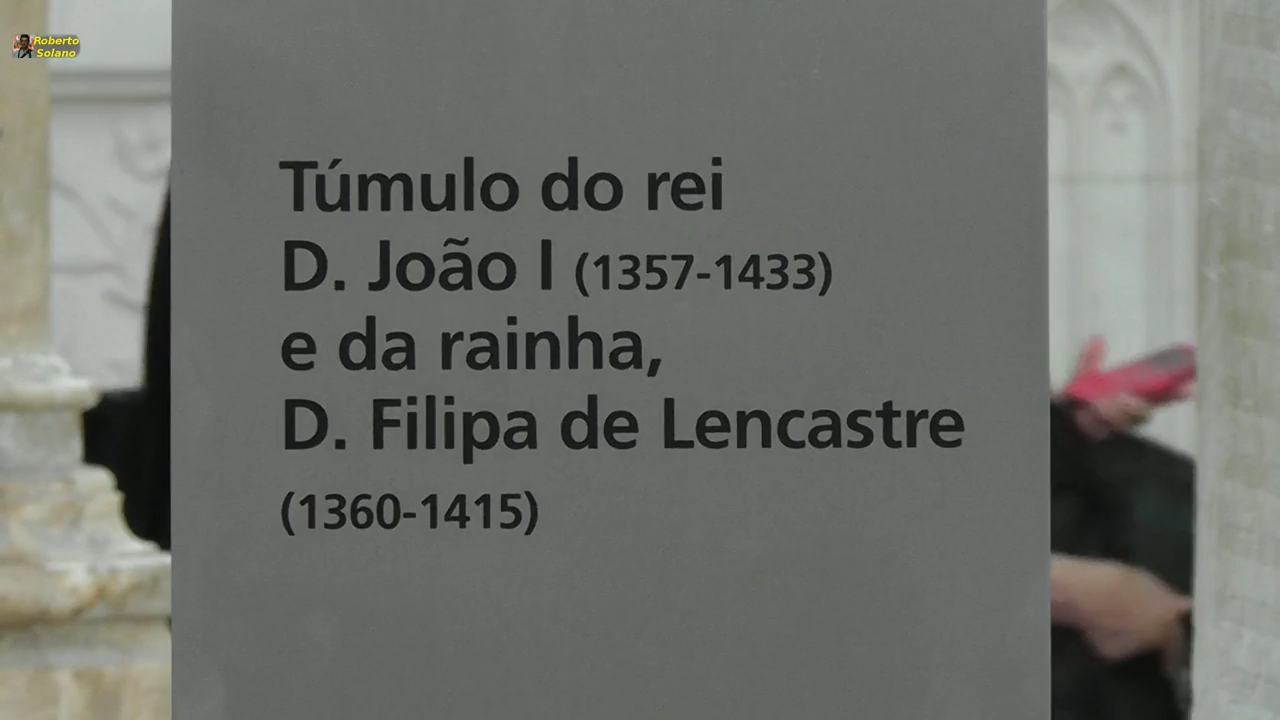 Roberto
Solano
Túmulo do rei
D. João I (1357-1433)
e da rainha,
D. Filipa de Lencastre
(1360-1415)